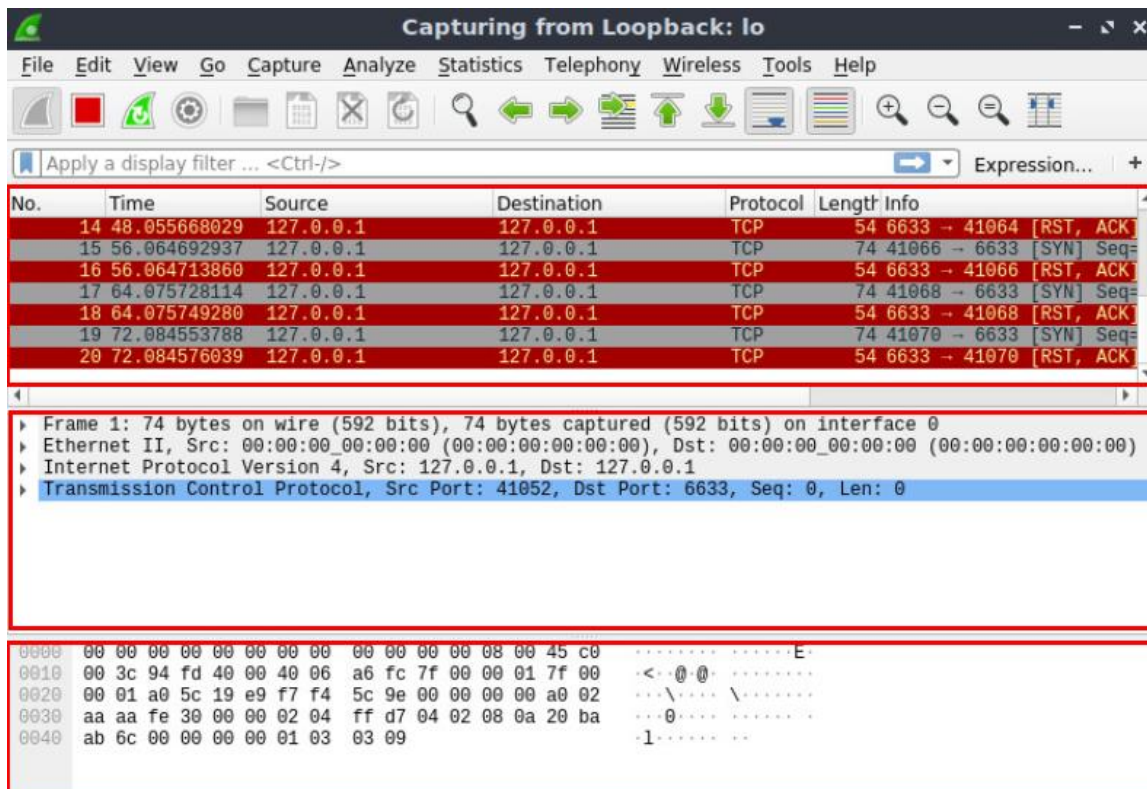 Capturing from Loopback: lo
File Edit View Go Capture Analyze Statistics Telephony Wireless Tools Help
Apply a display filter ... <Ctrl-/> Expression... +
No. Time Source Destination Protocol Length Info
14 48.055668029 127.0.0.1 127.0.0.1 TCP 54 6633 → 41064 [RST, ACK]
15 56.064692937 127.0.0.1 127.0.0.1 TCP 74 41066 → 6633 [SYN] Seq=
16 56.064713860 127.0.0.1 127.0.0.1 TCP 54 6633 → 41066 [RST, ACK]
17 64.075728114 127.0.0.1 127.0.0.1 TCP 74 41068 → 6633 [SYN] Seq=
18 64.075749280 127.0.0.1 127.0.0.1 TCP 54 6633 → 41068 [RST, ACK]
19 72.084553788 127.0.0.1 127.0.0.1 TCP 74 41070 → 6633 [SYN] Seq=
20 72.084576039 127.0.0.1 127.0.0.1 TCP 54 6633 → 41070 [RST, ACK]
Frame 1: 74 bytes on wire (592 bits), 74 bytes captured (592 bits) on interface 0
Ethernet II, Src: 00:00:00_00:00:00 (00:00:00:00:00:00), Dst: 00:00:00_00:00:00 (00:00:00:00:00:00)
Internet Protocol Version 4, Src: 127.0.0.1, Dst: 127.0.0.1
Transmission Control Protocol, Src Port: 41052, Dst Port: 6633, Seq: 0, Len: 0
0000 00 00 00 00 00 00 00 00 00 00 00 00 08 00 45 c0 ········ ······E·
0010 00 3c 94 fd 40 00 40 06 a6 fc 7f 00 00 01 7f 00 ·<··@·@· ········
0020 00 01 a0 5c 19 e9 f7 f4 5c 9e 00 00 00 00 a0 02 ···\···· \·······
0030 aa aa fe 30 00 00 02 04 ff d7 04 02 08 0a 20 ba ···0···· ······ ·
0040 ab 6c 00 00 00 00 01 03 03 09 ·l······ ··